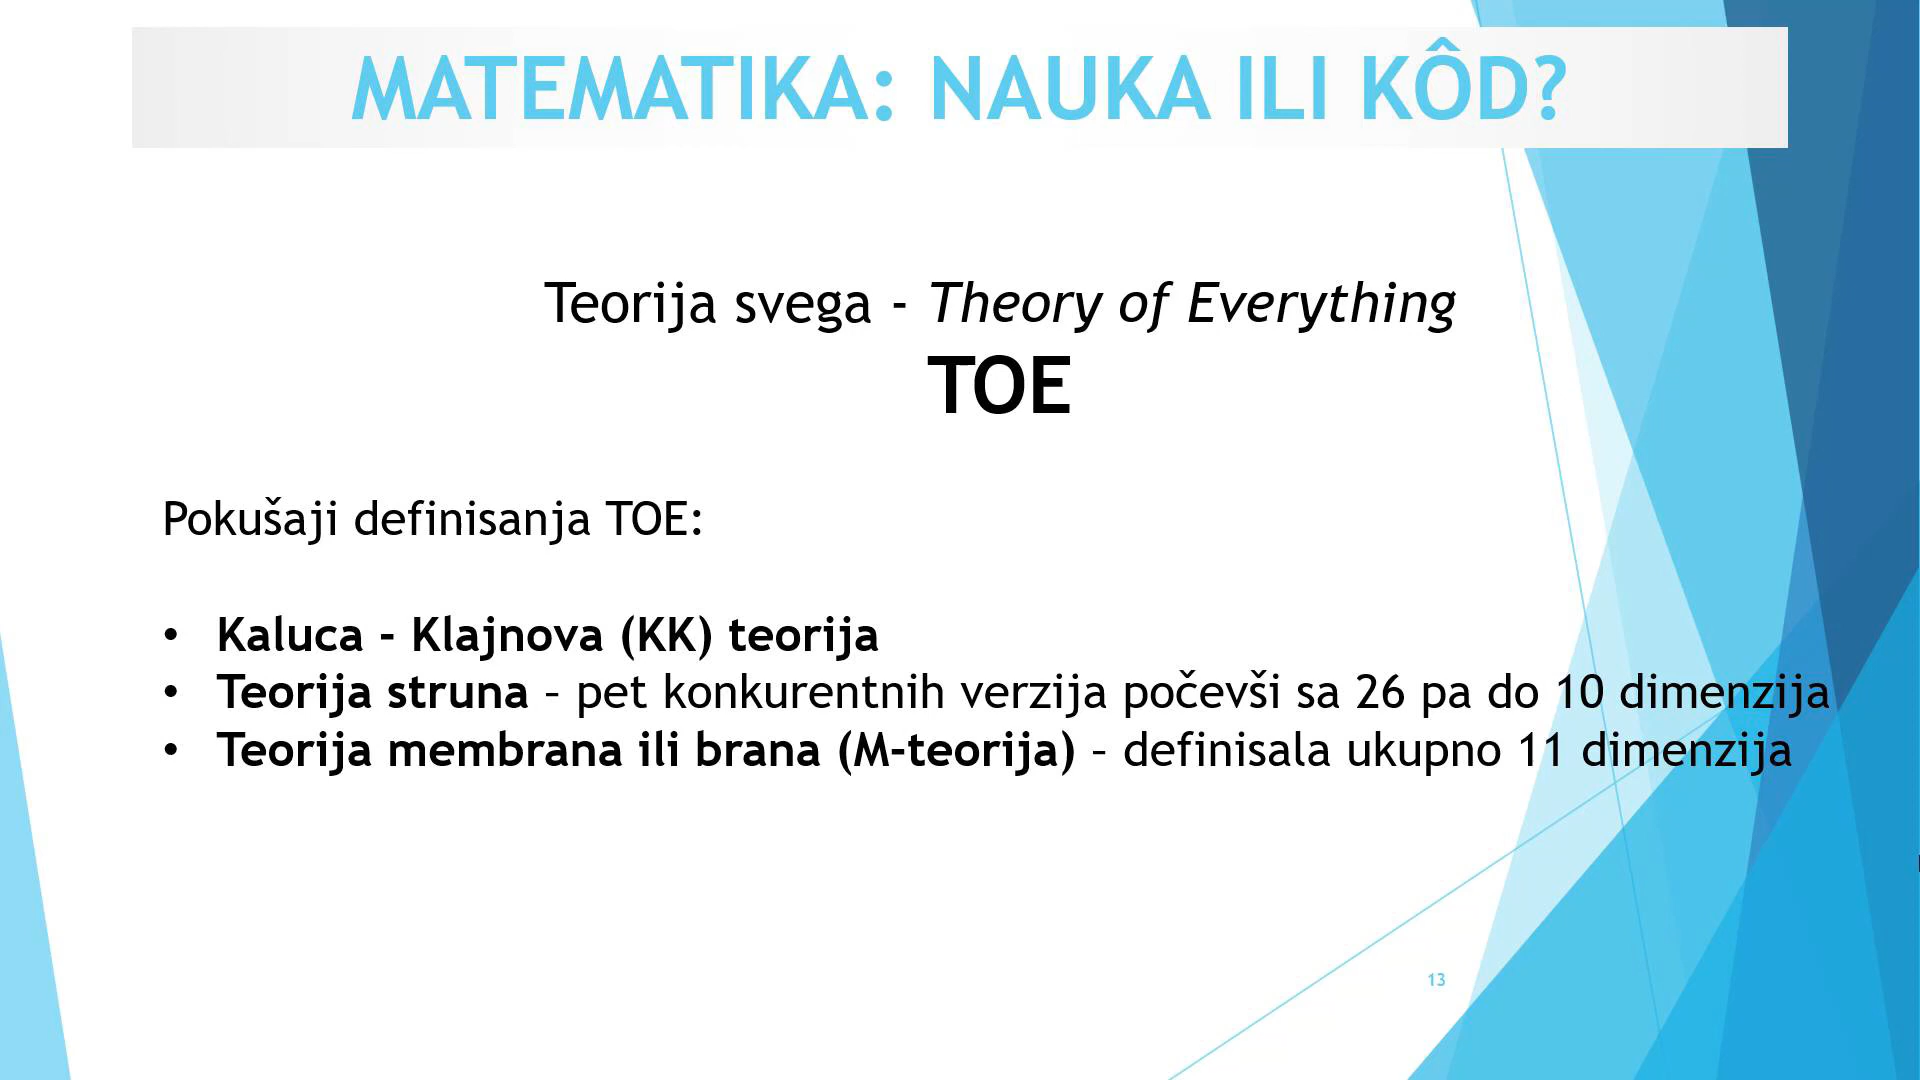 MATEMATIKA: NAUKA ILI KÔD?
Teorija svega - Theory of Everything
TOE
Pokušaji definisanja TOE:
• Kaluca - Klajnova (KK) teorija
• Teorija struna – pet konkurentnih verzija počevši sa 26 pa do 10 dimenzija
• Teorija membrana ili brana (M-teorija) – definisala ukupno 11 dimenzija
13